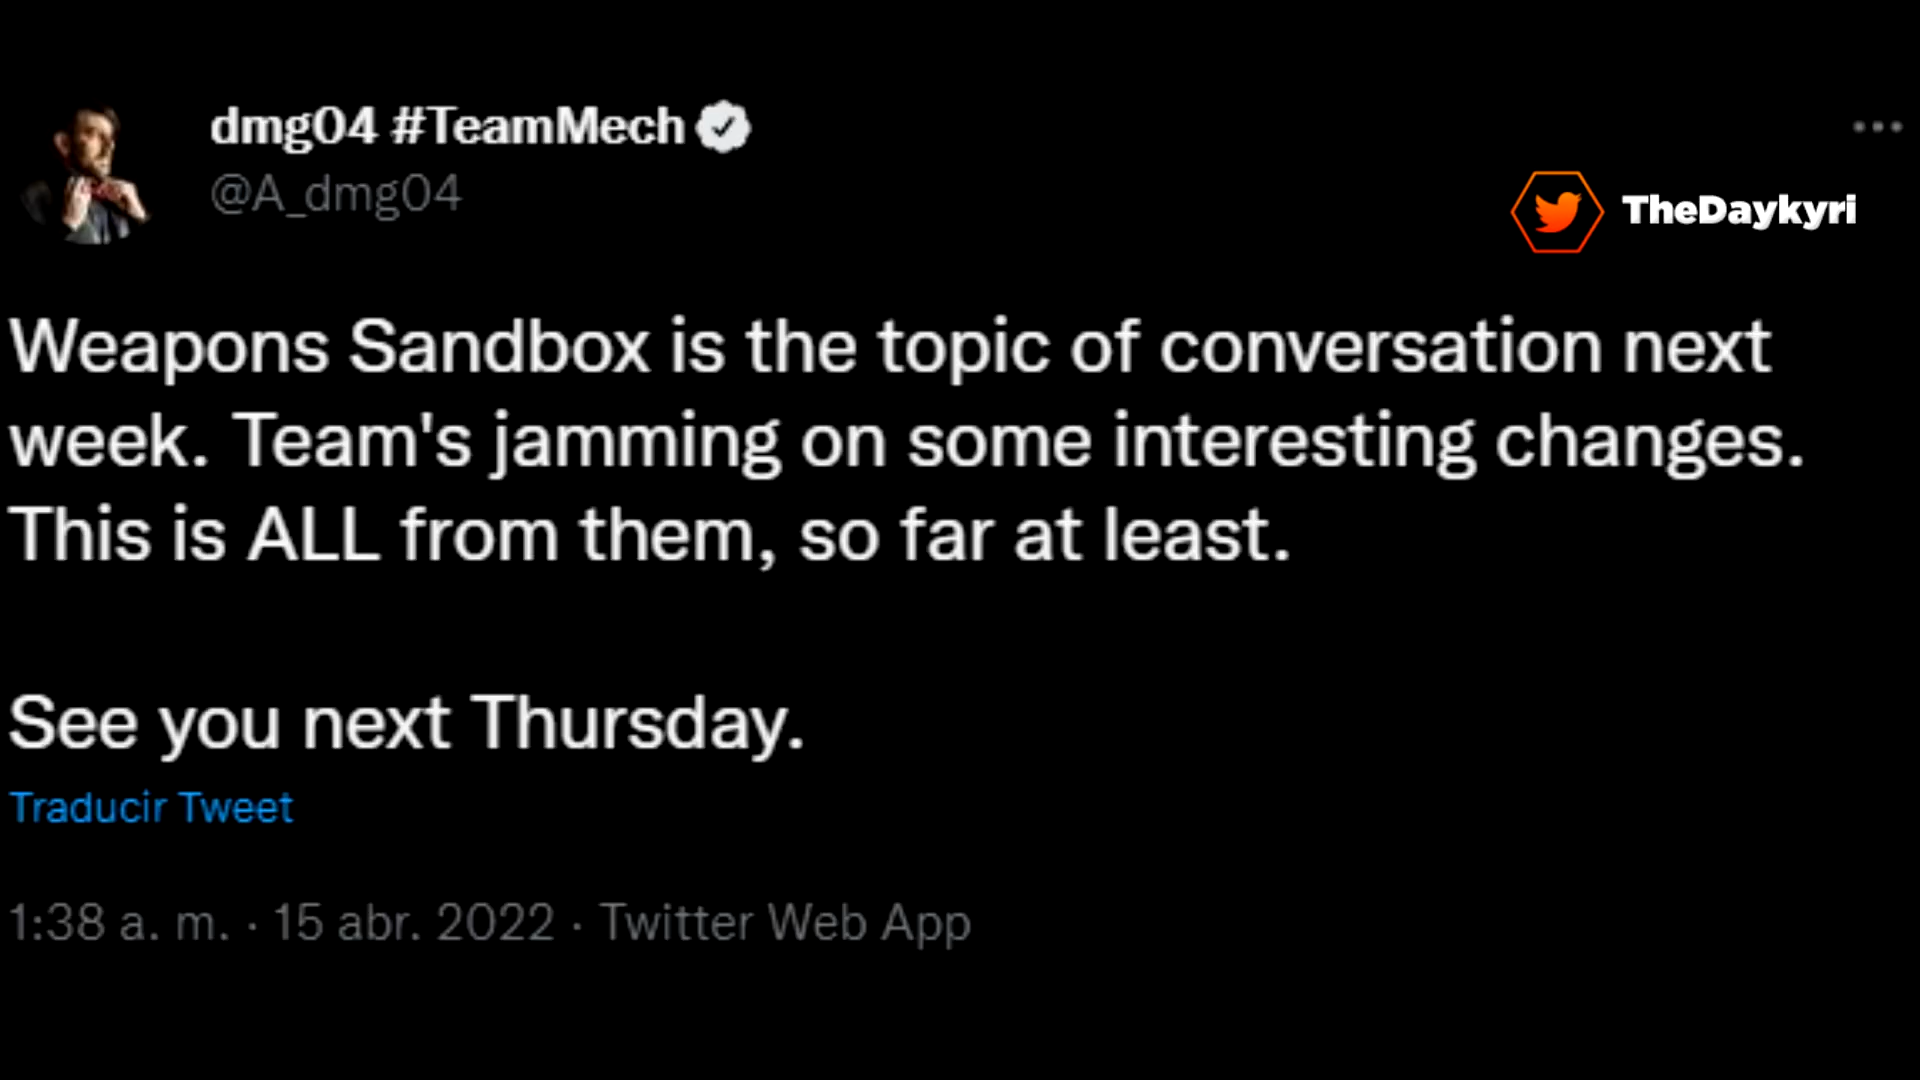 dmg04 #TeamMech
@A_dmg04
TheDaykyri
Weapons Sandbox is the topic of conversation next
week. Team's jamming on some interesting changes.
This is ALL from them, so far at least.
See you next Thursday.
Traducir Tweet
1:38 a. m. · 15 abr. 2022 · Twitter Web App